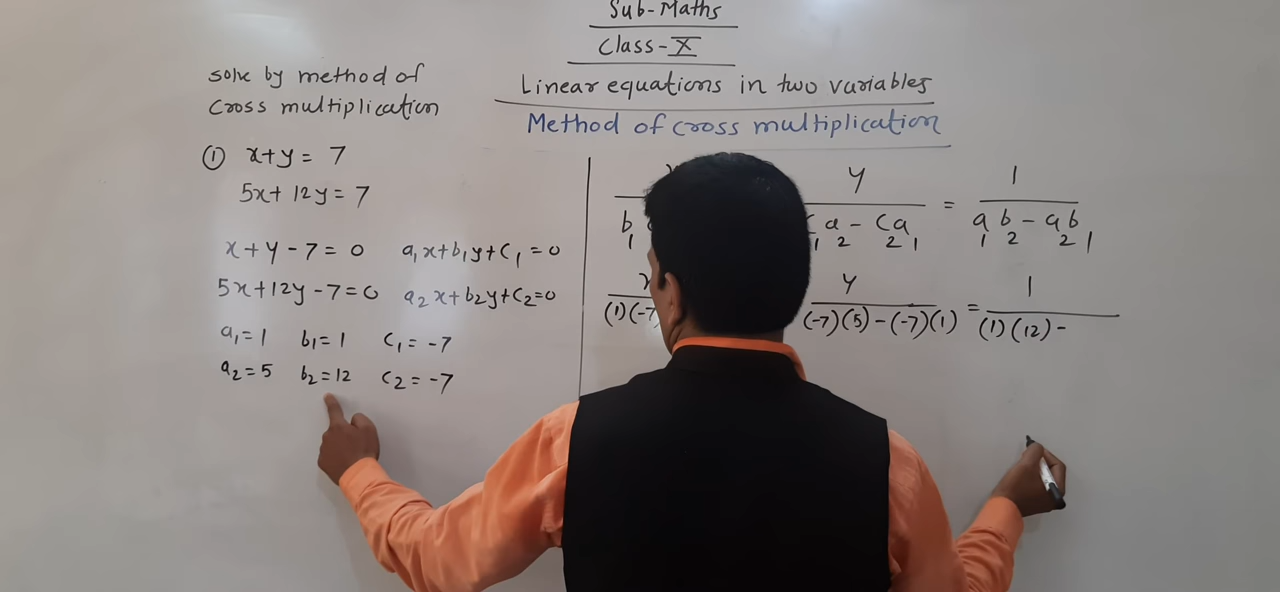 Sub-Maths
Class-X
Linear equations in two variables
Method of cross multiplication
solve by method of
Cross multiplication
① x+y = 7
5x+12y=7
x+y-7=0 a₁x+b₁y+c₁=0
5x+12y-7=0 a₂x+b₂y+c₂=0
a₁=1 b₁=1 c₁=-7
a₂=5 b₂=12 c₂=-7
y = 1
b₁ c₁a₂ - c₂a₁ a₁b₂ - a₂b₁
y = 1
(1)(-7) (-7)(5)-(-7)(1) (1)(12)-